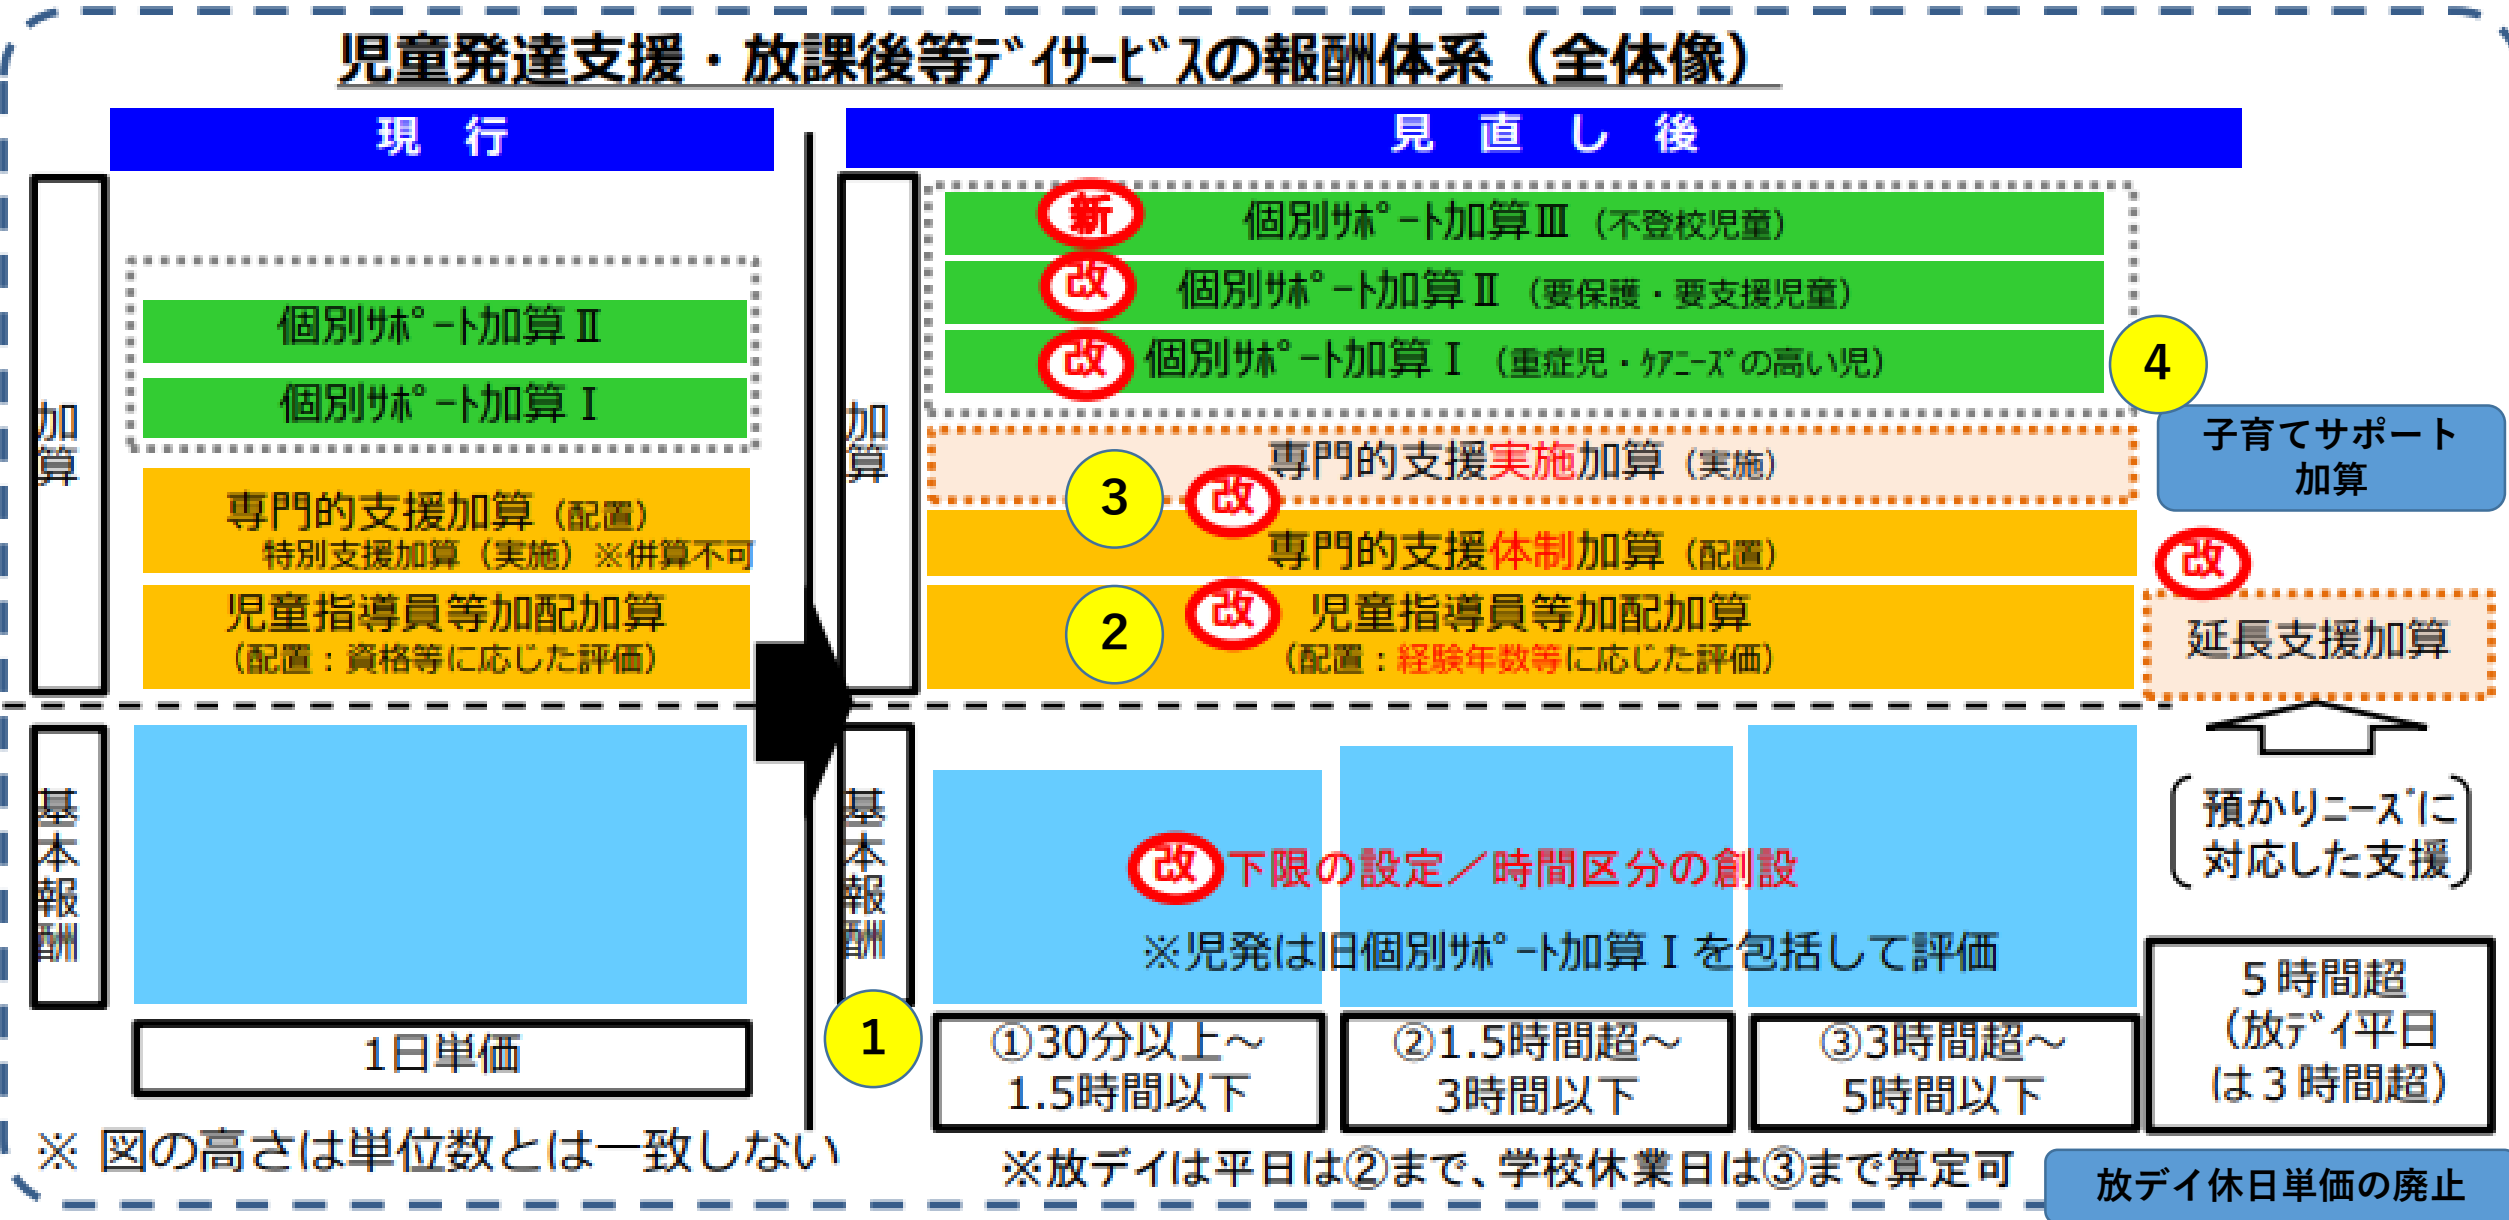 児童発達支援・放課後等ﾃﾞｲｻｰﾋﾞｽの報酬体系（全体像）
現 行
加算
個別ｻﾎﾟｰﾄ加算Ⅱ
個別ｻﾎﾟｰﾄ加算Ⅰ
専門的支援加算（配置）
特別支援加算（実施）※併算不可
児童指導員等加配加算
（配置：資格等に応じた評価）
基本報酬
1日単価
※ 図の高さは単位数とは一致しない
見 直 し 後
加算
新 個別ｻﾎﾟｰﾄ加算Ⅲ（不登校児童）
改 個別ｻﾎﾟｰﾄ加算Ⅱ（要保護・要支援児童）
改 個別ｻﾎﾟｰﾄ加算Ⅰ（重症児・ｹｱﾆｰｽﾞの高い児）
4
子育てサポート
加算
専門的支援実施加算（実施）
3 改
専門的支援体制加算（配置）
2 改 児童指導員等加配加算
（配置：経験年数等に応じた評価）
改
延長支援加算
預かりﾆｰｽﾞに
対応した支援
基本報酬
改 下限の設定／時間区分の創設
※児発は旧個別ｻﾎﾟｰﾄ加算Ⅰを包括して評価
1
①30分以上～
1.5時間以下
②1.5時間超～
3時間以下
③3時間超～
5時間以下
５時間超
（放ﾃﾞｲ平日
は３時間超）
※放デイは平日は②まで、学校休業日は③まで算定可
放デイ休日単価の廃止